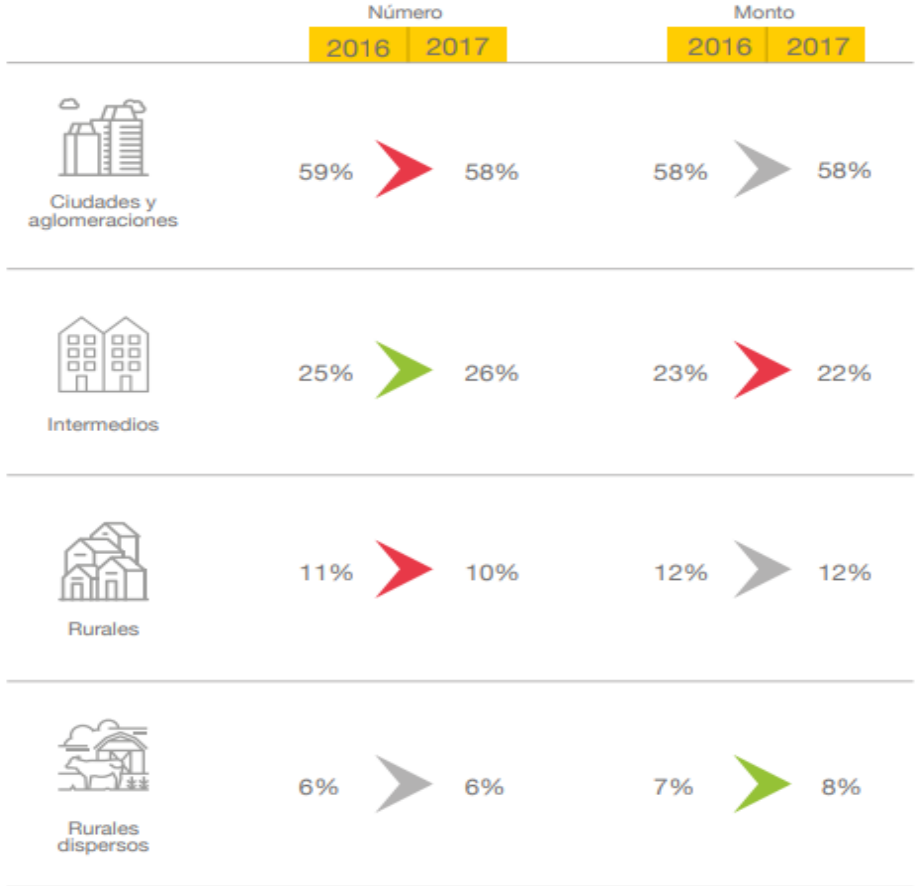 Número Monto
2016 2017 2016 2017
59% 58% 58% 58%
Ciudades y
aglomeraciones
25% 26% 23% 22%
Intermedios
11% 10% 12% 12%
Rurales
6% 6% 7% 8%
Rurales
dispersos